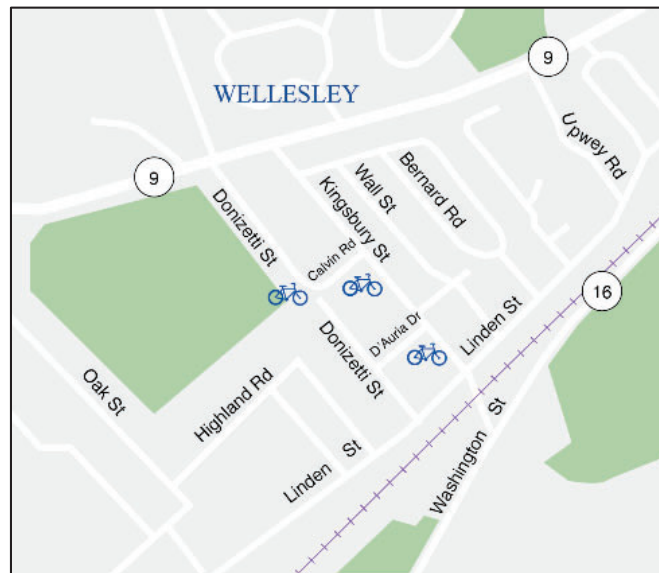 9
WELLESLEY
Upwey Rd
9
Bernard Rd
Wall St
Kingsbury St
Donizetti St
Calvin Rd
16
Linden St
D'Auria Dr
Donizetti St
Oak St
Highland Rd
Linden St
Washington St